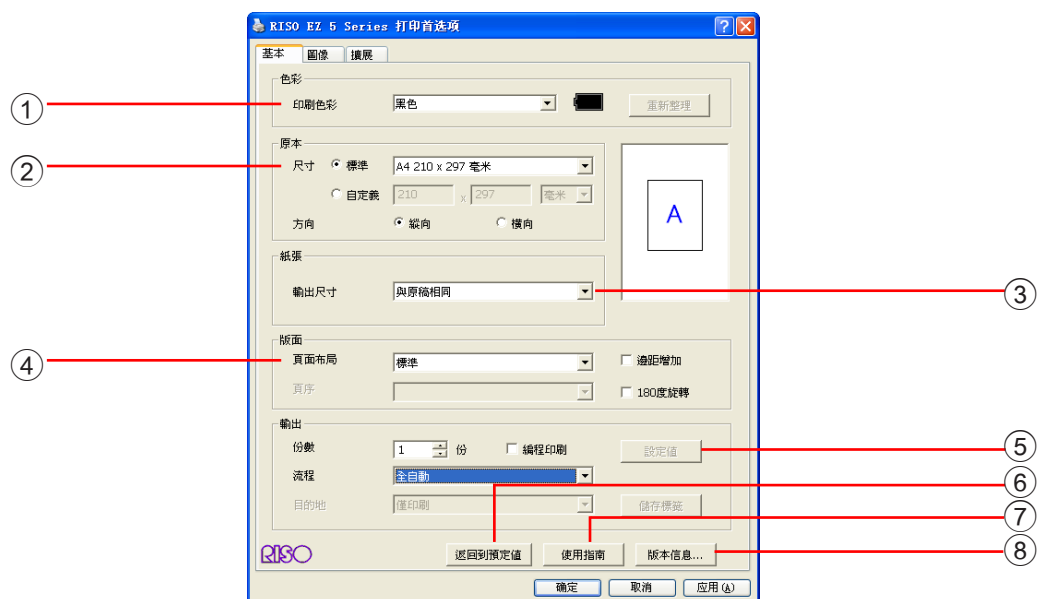 RISO EZ 5 Series 打印首选项
基本 圖像 擴展
色彩
① 印刷色彩 黑色 重新整理
原本
② 尺寸 標準 A4 210 x 297 毫米
自定義 210 x 297 毫米
方向 縱向 橫向
A
紙張
輸出尺寸 與原稿相同 ③
版面
④ 頁面布局 標準 邊距增加
頁序 180度旋轉
輸出
份數 1 份 編程印刷 設定值 ⑤
流程 全自動 ⑥
目的地 僅印刷 儲存標簽 ⑦
RISO 返回到預定值 使用指南 版本信息... ⑧
确定 取消 应用(A)